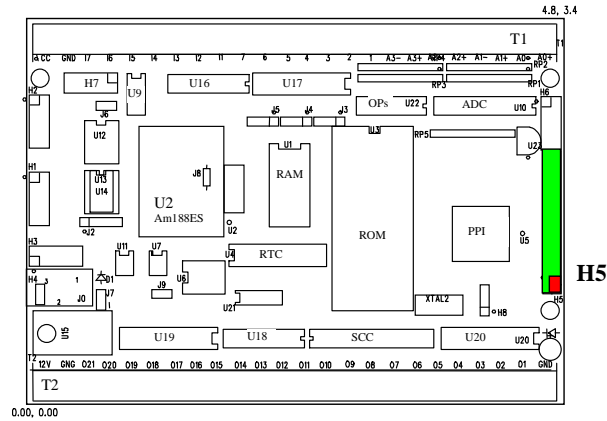 4.8, 3.4
T1
T1
CC GND I7 I6 I5 I4 I3 I2 I1 7 6 5 4 3 2 1 A3- A3+ A2+ A1- A1+ A0- A0+
RP2
H2
H7
U9
U16
U17
RP3
RP1
H6
J6
OPs
U22
ADC
U10
U12
J5
J4
J3
U3
RP5
U23
U1
H1
U13
U14
J8
RAM
U2
Am188ES
U2
ROM
PPI
U5
J2
H3
U11
U7
U4
RTC
H4
3
1
D1
U6
H5
J0
J7
J9
2
1
U21
XTAL2
H8
H5
U15
U19
U18
SCC
U20
U20
T2
12V GNG O21 O20 O19 O18 O17 O16 O15 O14 O13 O12 O11 O10 O9 O8 O7 O6 O5 O4 O3 O2 O1 GND
T2
0.00, 0.00